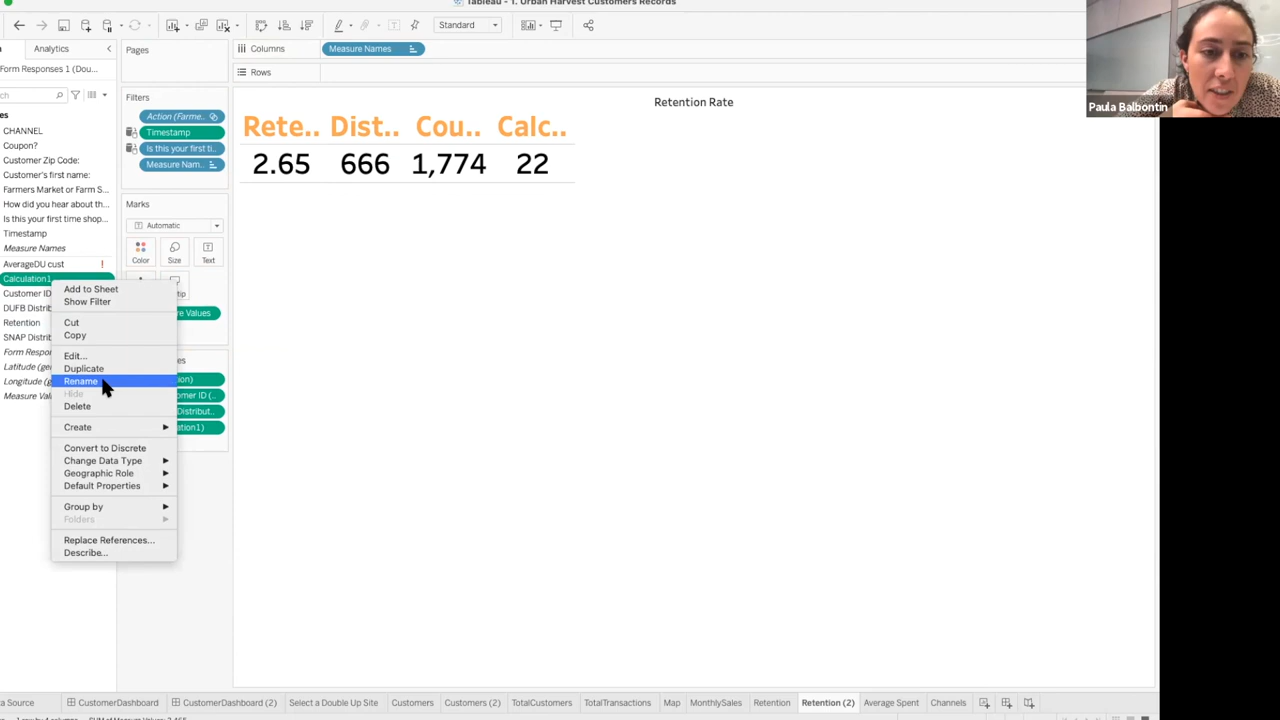 Tableau - T. Urban Harvest Customers Records
Analytics
Form Responses 1 (Dou...
CHANNEL
Coupon?
Customer Zip Code:
Customer's first name:
Farmers Market or Farm S...
How did you hear about th...
Is this your first time shop...
Timestamp
Measure Names
AverageDU cust
Calculation1
Customer ID
DUFB Distrib
Retention
SNAP Distrib
Form Respon
Latitude (ge
Longitude (g
Measure Val
Add to Sheet
Show Filter
Cut
Copy
Edit...
Duplicate
Rename
Hide
Delete
Create
Convert to Discrete
Change Data Type
Geographic Role
Default Properties
Group by
Folders
Replace References...
Describe...
Pages
Filters
Action (Farme..
Timestamp
Is this your first ti..
Measure Nam..
Marks
Automatic
Color
Size
Text
Standard
Columns
Measure Names
Rows
Retention Rate
Rete.. Dist.. Cou.. Calc..
2.65 666 1,774 22
Paula Balbontin
CustomerDashboard
CustomerDashboard (2)
Select a Double Up Site
Customers
Customers (2)
TotalCustomers
TotalTransactions
Map
MonthlySales
Retention
Retention (2)
Average Spent
Channels